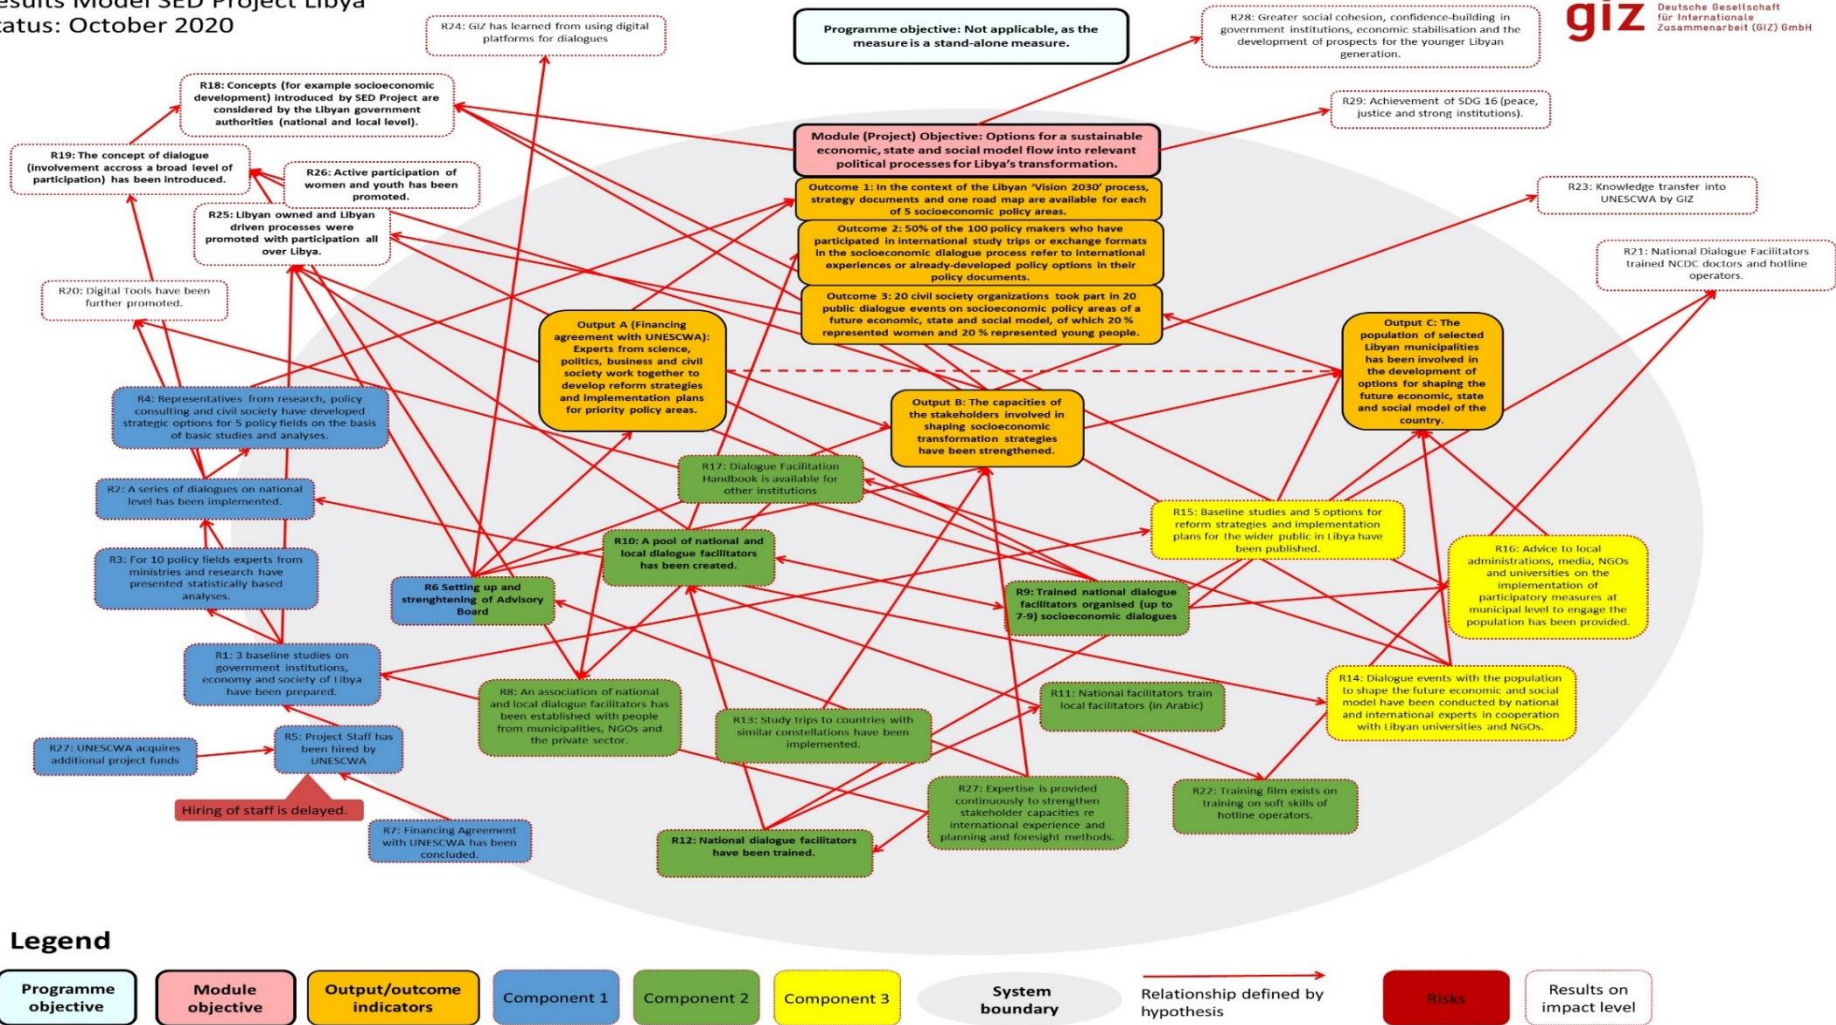 esults Model SED Project Libya
tatus: October 2020
R24: GIZ has learned from using digital
platforms for dialogues
Programme objective: Not applicable, as the
measure is a stand-alone measure.
R28: Greater social cohesion, confidence-building in
government institutions, economic stabilisation and the
development of prospects for the younger Libyan
generation.
giz
Deutsche Gesellschaft
für Internationale
Zusammenarbeit (GIZ) GmbH
R18: Concepts (for example socioeconomic
development) introduced by SED Project are
considered by the Libyan government
authorities (national and local level).
R29: Achievement of SDG 16 (peace,
justice and strong institutions).
Module (Project) Objective: Options for a sustainable
economic, state and social model flow into relevant
political processes for Libya's transformation.
R19: The concept of dialogue
(involvement accross a broad level of
participation) has been introduced.
R26: Active participation of
women and youth has been
promoted.
Outcome 1: In the context of the Libyan 'Vision 2030' process,
strategy documents and one road map are available for each
of 5 socioeconomic policy areas.
R23: Knowledge transfer into
UNESCWA by GIZ
R25: Libyan owned and Libyan
driven processes were
promoted with participation all
over Libya.
Outcome 2: 50% of the 100 policy makers who have
participated in international study trips or exchange formats
in the socioeconomic dialogue process refer to international
experiences or already-developed policy options in their
policy documents.
R21: National Dialogue Facilitators
trained NCDC doctors and hotline
operators.
R20: Digital Tools have been
further promoted.
Outcome 3: 20 civil society organizations took part in 20
public dialogue events on socioeconomic policy areas of a
future economic, state and social model, of which 20 %
represented women and 20 % represented young people.
Output A (Financing
agreement with UNESCWA):
Experts from science,
politics, business and civil
society work together to
develop reform strategies
and implementation plans
for priority policy areas.
Output C: The
population of selected
Libyan municipalities
has been involved in
the development of
options for shaping the
future economic, state
and social model of the
country.
R4: Representatives from research, policy
consulting and civil society have developed
strategic options for 5 policy fields on the basis
of basic studies and analyses.
Output B: The capacities of
the stakeholders involved in
shaping socioeconomic
transformation strategies
have been strengthened.
R17: Dialogue Facilitation
Handbook is available for
other institutions
R2: A series of dialogues on national
level has been implemented.
R15: Baseline studies and 5 options for
reform strategies and implementation
plans for the wider public in Libya have
been published.
R10: A pool of national and
local dialogue facilitators
has been created.
R3: For 10 policy fields experts from
ministries and research have
presented statistically based
analyses.
R16: Advice to local
administrations, media, NGOs
and universities on the
implementation of
participatory measures at
municipal level to engage the
population has been provided.
R6 Setting up and
strenghtening of Advisory
Board
R9: Trained national dialogue
facilitators organised (up to
7-9) socioeconomic dialogues
R1: 3 baseline studies on
government institutions,
economy and society of Libya
have been prepared.
R8: An association of national
and local dialogue facilitators has
been established with people
from municipalities, NGOs and
the private sector.
R11: National facilitators train
local facilitators (in Arabic)
R14: Dialogue events with the population
to shape the future economic and social
model have been conducted by national
and international experts in cooperation
with Libyan universities and NGOs.
R13: Study trips to countries with
similar constellations have been
implemented.
R27: UNESCWA acquires
additional project funds
R5: Project Staff has
been hired by
UNESCWA
R27: Expertise is provided
continuously to strengthen
stakeholder capacities re
international experience and
planning and foresight methods.
R22: Training film exists on
training on soft skills of
hotline operators.
Hiring of staff is delayed.
R7: Financing Agreement
with UNESCWA has been
concluded.
R12: National dialogue facilitators
have been trained.
Legend
Programme
objective
Module
objective
Output/outcome
indicators
Component 1
Component 2
Component 3
System
boundary
Relationship defined by
hypothesis
Risks
Results on
impact level